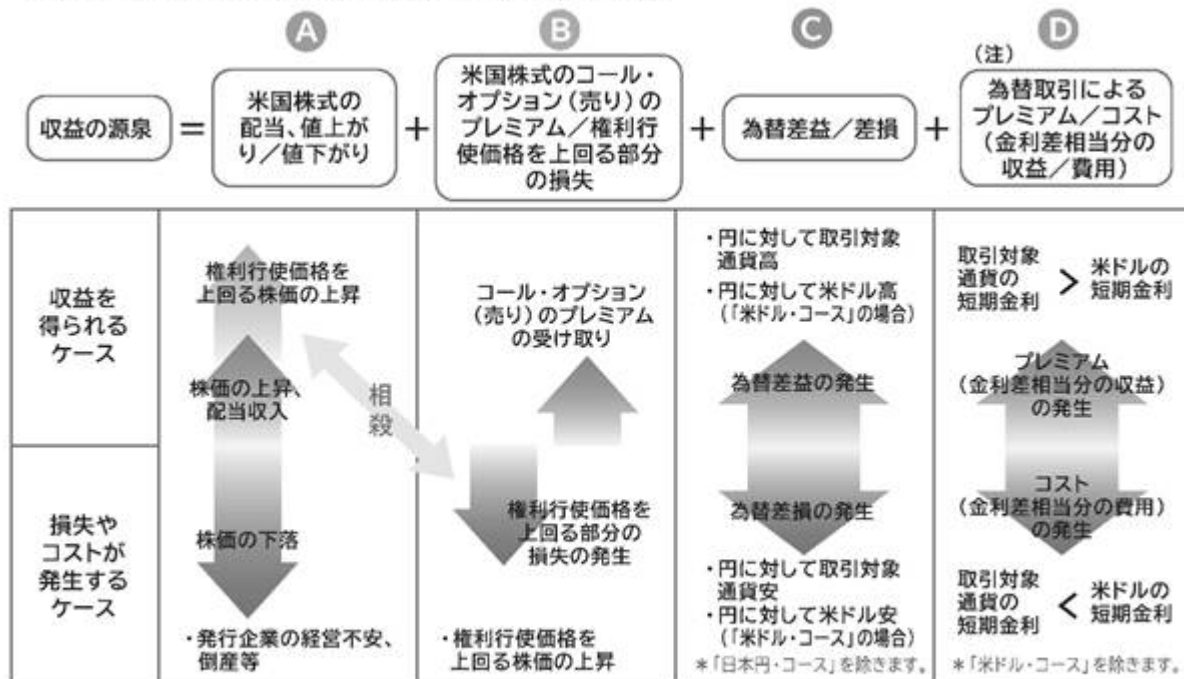 A
B
C
D
(注)
収益の源泉
=
米国株式の
配当、値上が
り/値下がり
+
米国株式のコール・
オプション(売り)の
プレミアム/権利行
使価格を上回る部分
の損失
+
為替差益/差損
+
為替取引による
プレミアム/コスト
(金利差相当分の
収益/費用)
収益を
得られる
ケース
権利行使価格を
上回る株価の上昇
株価の上昇、
配当収入
相
殺
コール・オプション
(売り)のプレミアム
の受け取り
・円に対して取引対象
通貨高
・円に対して米ドル高
(「米ドル・コース」の場合)
為替差益の発生
取引対象
通貨の
短期金利
>
米ドルの
短期金利
プレミアム
(金利差相当分の収益)
の発生
損失や
コストが
発生する
ケース
株価の下落
・発行企業の経営不安、
倒産等
権利行使価格を
上回る部分の
損失の発生
・権利行使価格を
上回る株価の上昇
為替差損の発生
・円に対して取引対象
通貨安
・円に対して米ドル安
(「米ドル・コース」の場合)
*「日本円・コース」を除きます。
コスト
(金利差相当分の費用)
の発生
取引対象
通貨の
短期金利
<
米ドルの
短期金利
*「米ドル・コース」を除きます。